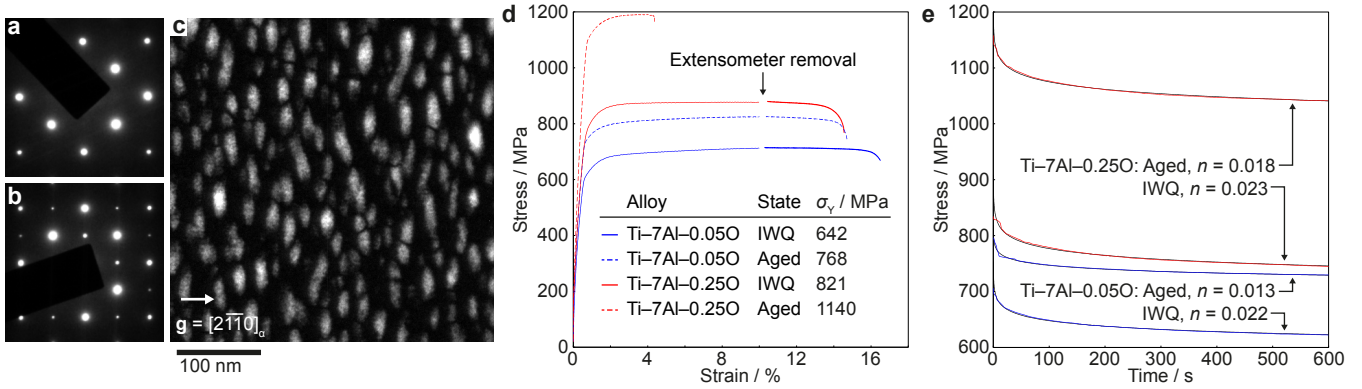 a
b
c
g = [21̅1̅0]α
100 nm
d
Stress / MPa
1200
1000
800
600
400
200
0
0
4
8
12
16
Strain / %
Extensometer removal
Alloy State σY / MPa
Ti–7Al–0.05O IWQ 642
Ti–7Al–0.05O Aged 768
Ti–7Al–0.25O IWQ 821
Ti–7Al–0.25O Aged 1140
e
Stress / MPa
1200
1100
1000
900
800
700
600
0
100
200
300
400
500
600
Time / s
Ti–7Al–0.25O: Aged, n = 0.018
IWQ, n = 0.023
Ti–7Al–0.05O: Aged, n = 0.013
IWQ, n = 0.022